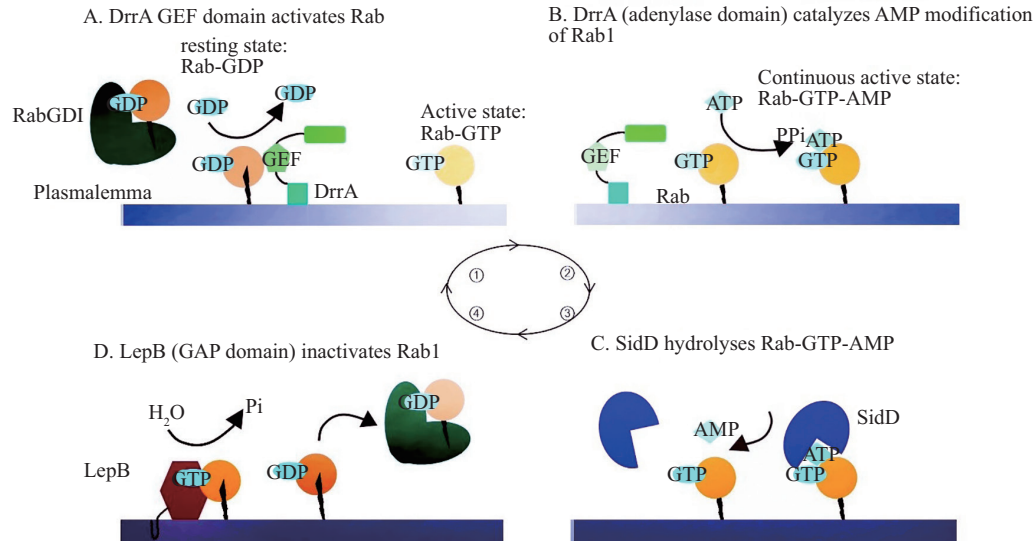 A. DrrA GEF domain activates Rab
resting state:
Rab-GDP
RabGDI
GDP
GDP
GDP
Active state:
Rab-GTP
GDP
GEF
GTP
Plasmalemma
DrrA
B. DrrA (adenylase domain) catalyzes AMP modification
of Rab1
Continuous active state:
Rab-GTP-AMP
ATP
PPi
ATP
GEF
GTP
GTP
Rab
①
②
④
③
D. LepB (GAP domain) inactivates Rab1
H₂O
Pi
GDP
LepB
GTP
GDP
C. SidD hydrolyses Rab-GTP-AMP
SidD
AMP
ATP
GTP
GTP